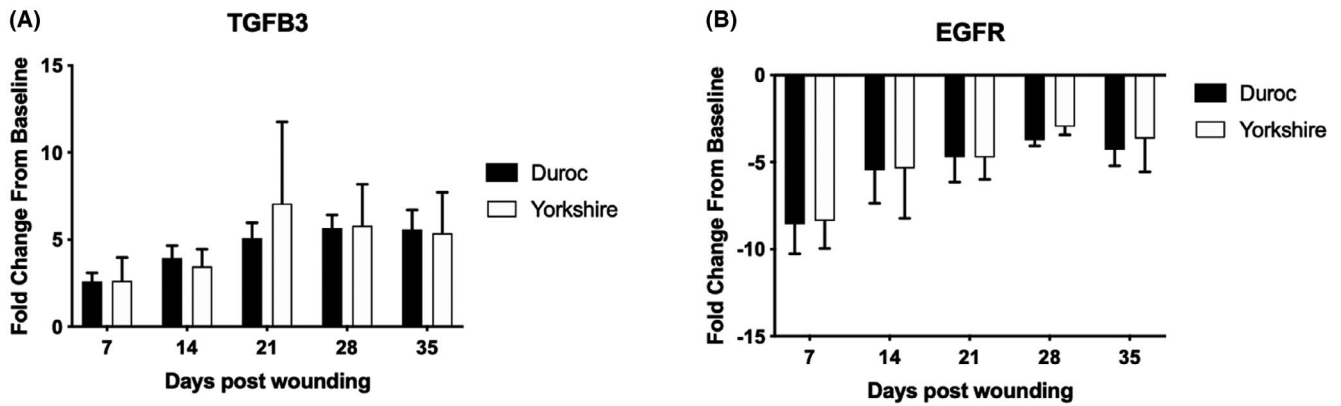 (A)
TGFB3
Fold Change From Baseline
15
10
5
0
7 14 21 28 35
Days post wounding
Duroc
Yorkshire
(B)
EGFR
Fold Change From Baseline
0
-5
-10
-15
7 14 21 28 35
Days post wounding
Duroc
Yorkshire